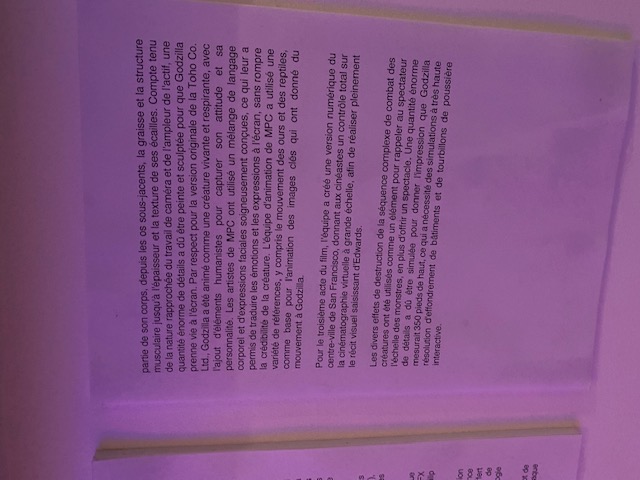 partie de son corps, depuis les os sous-jacents, la graisse et la structure
musculaire jusqu'à l'épaisseur et la texture de ses écailles. Compte tenu
de la nature rapprochée du travail de caméra et de l'ampleur de l'actif, une
quantité énorme de détails a dû être peinte et sculptée pour que Godzilla
prenne vie à l'écran. Par respect pour la version originale de la Toho Co.
Ltd., Godzilla a été animé comme une créature vivante et respirante, avec
l'ajout d'éléments humanistes pour capturer son attitude et sa
personnalité. Les artistes de MPC ont utilisé un mélange de langage
corporel et d'expressions faciales soigneusement conçues, ce qui leur a
permis de traduire les émotions et les expressions à l'écran, sans rompre
la crédibilité de la créature. L'équipe d'animation de MPC a utilisé une
variété de références, y compris le mouvement des ours et des reptiles,
comme base pour l'animation des images clés qui ont donné du
mouvement à Godzilla.
Pour le troisième acte du film, l'équipe a créé une version numérique du
centre-ville de San Francisco, donnant aux cinéastes un contrôle total sur
la cinématographie virtuelle à grande échelle, afin de réaliser pleinement
le récit visuel saisissant d'Edwards.
Les divers effets de destruction de la séquence complexe de combat des
créatures ont été utilisés comme un élément pour rappeler au spectateur
l'échelle des monstres, en plus d'offrir un spectacle. Une quantité énorme
de détails a dû être simulée pour donner l'impression que Godzilla
mesurait 350 pieds de haut, ce qui a nécessité des simulations à très haute
résolution d'effondrement de bâtiments et de tourbillons de poussière
interactive.